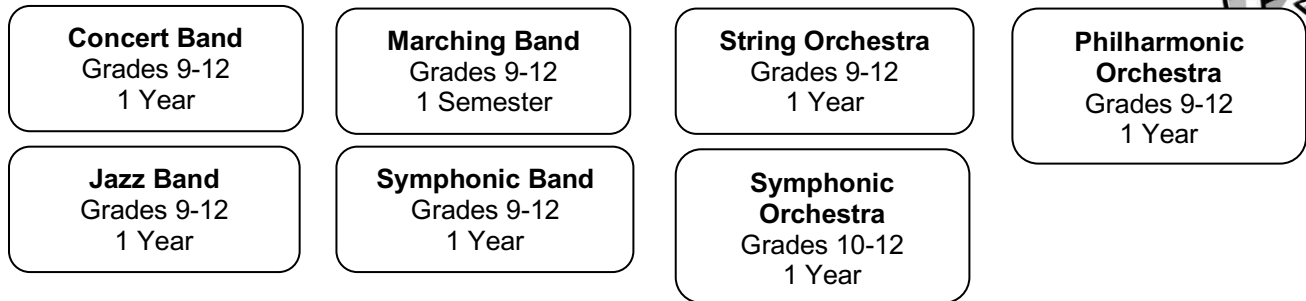 Concert Band
Grades 9-12
1 Year
Marching Band
Grades 9-12
1 Semester
String Orchestra
Grades 9-12
1 Year
Philharmonic
Orchestra
Grades 9-12
1 Year
Jazz Band
Grades 9-12
1 Year
Symphonic Band
Grades 9-12
1 Year
Symphonic
Orchestra
Grades 10-12
1 Year